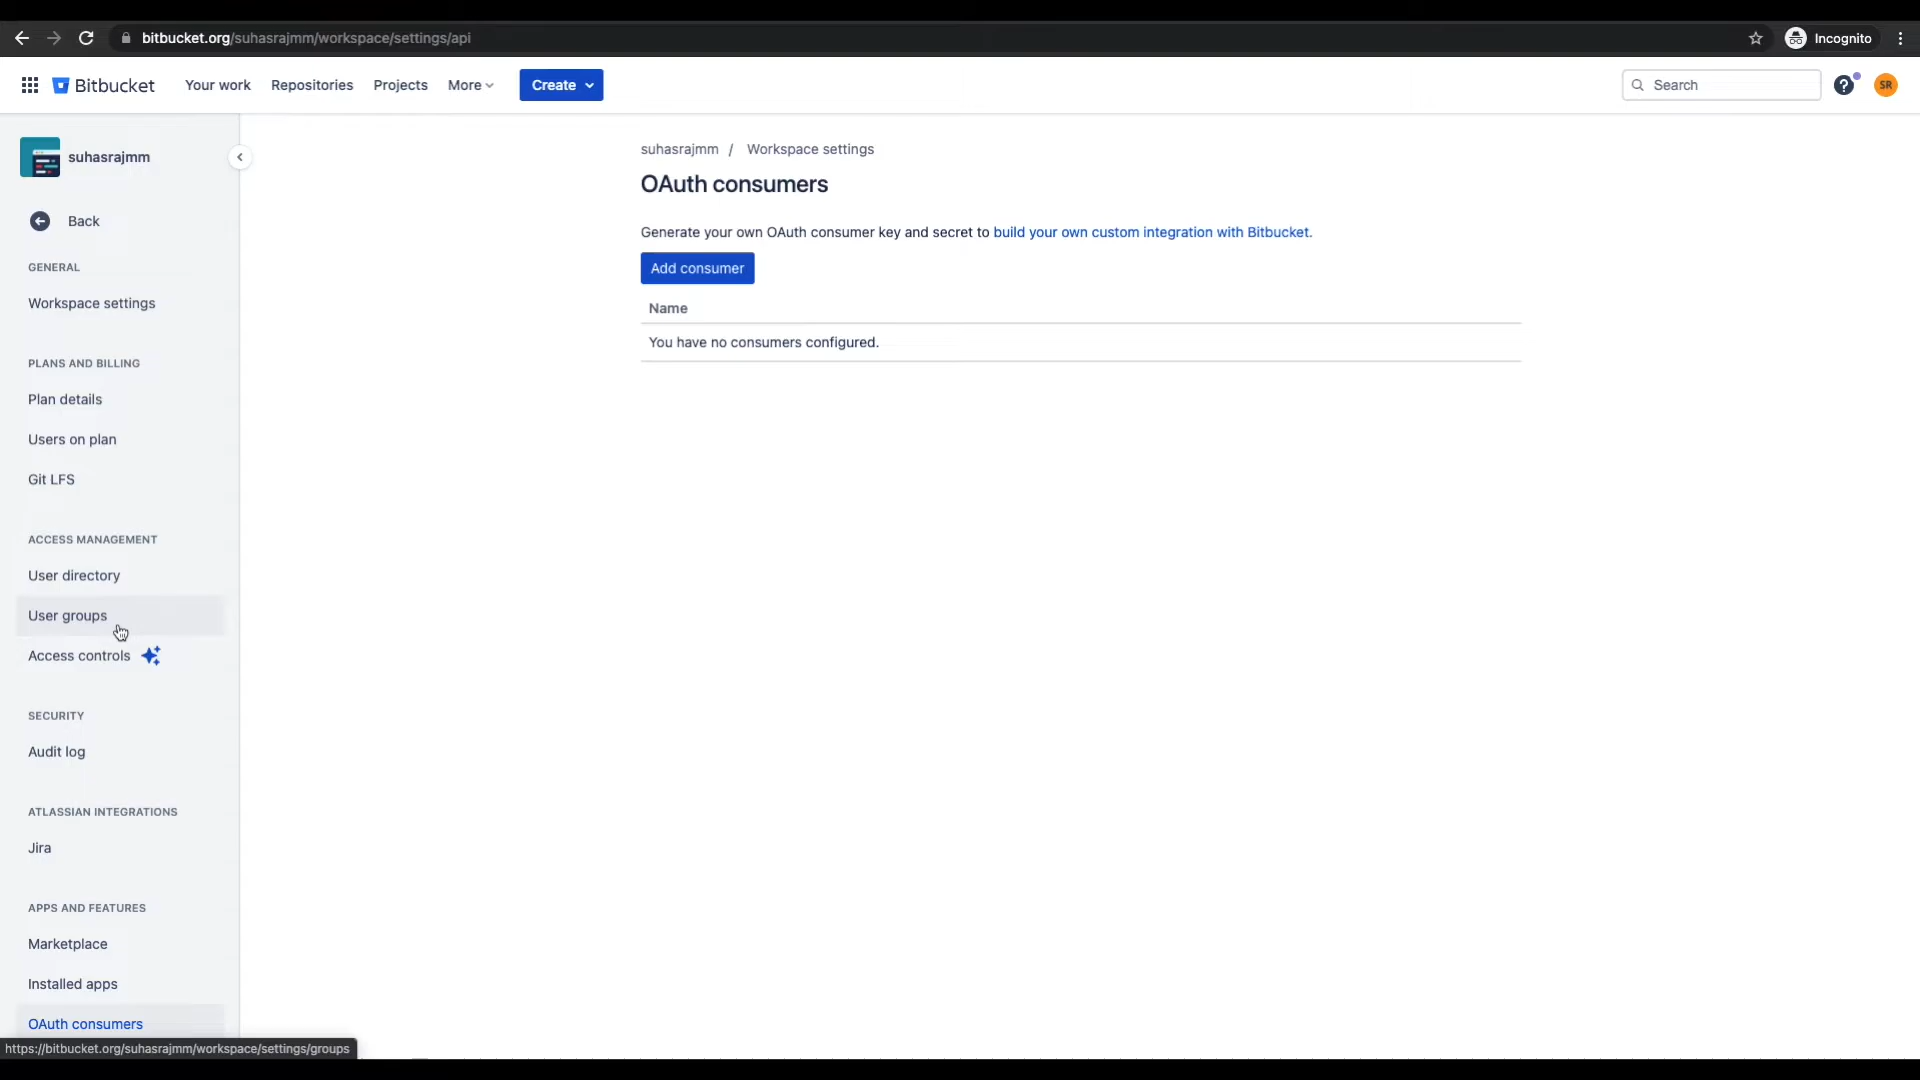 bitbucket.org/suhasrajmm/workspace/settings/api
Incognito
Bitbucket
Your work
Repositories
Projects
More
Create
Search
?
SR
suhasrajmm
Back
GENERAL
Workspace settings
PLANS AND BILLING
Plan details
Users on plan
Git LFS
ACCESS MANAGEMENT
User directory
User groups
Access controls
SECURITY
Audit log
ATLASSIAN INTEGRATIONS
Jira
APPS AND FEATURES
Marketplace
Installed apps
OAuth consumers
https://bitbucket.org/suhasrajmm/workspace/settings/groups
suhasrajmm / Workspace settings
OAuth consumers
Generate your own OAuth consumer key and secret to build your own custom integration with Bitbucket.
Add consumer
Name
You have no consumers configured.